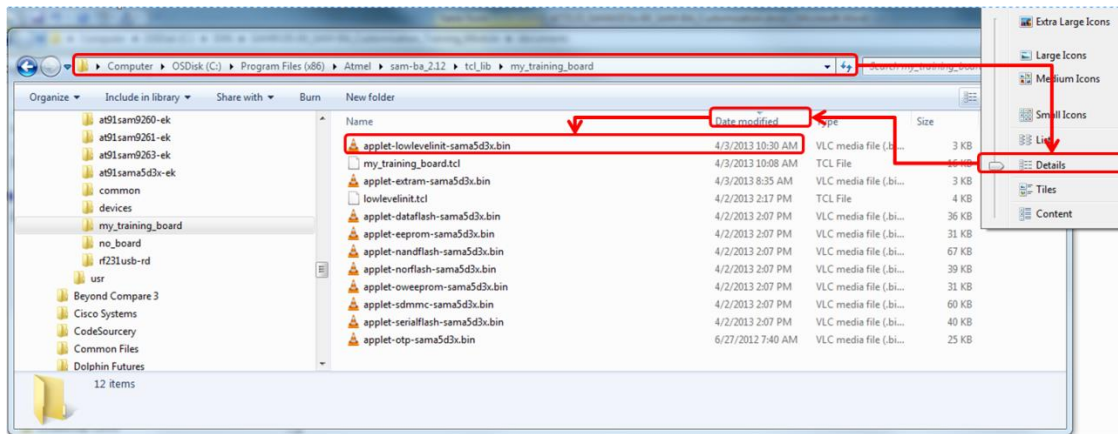 Computer ▸ OSDisk (C:) ▸ Program Files (x86) ▸ Atmel ▸ sam-ba_2.12 ▸ tcl_lib ▸ my_training_board
Organize Include in library Share with Burn New folder
at91sam9260-ek
at91sam9261-ek
at91sam9263-ek
at91sama5d3x-ek
common
devices
my_training_board
no_board
rf231usb-rd
usr
Beyond Compare 3
Cisco Systems
CodeSourcery
Common Files
Dolphin Futures
Name Date modified Type Size
applet-lowlevelinit-sama5d3x.bin 4/3/2013 10:30 AM VLC media file (.bi... 3 KB
my_training_board.tcl 4/3/2013 10:08 AM TCL File 16 KB
applet-extram-sama5d3x.bin 4/3/2013 8:35 AM VLC media file (.bi... 3 KB
lowlevelinit.tcl 4/2/2013 2:17 PM TCL File 4 KB
applet-dataflash-sama5d3x.bin 4/2/2013 2:07 PM VLC media file (.bi... 36 KB
applet-eeprom-sama5d3x.bin 4/2/2013 2:07 PM VLC media file (.bi... 31 KB
applet-nandflash-sama5d3x.bin 4/2/2013 2:07 PM VLC media file (.bi... 67 KB
applet-norflash-sama5d3x.bin 4/2/2013 2:07 PM VLC media file (.bi... 39 KB
applet-oweeprom-sama5d3x.bin 4/2/2013 2:07 PM VLC media file (.bi... 31 KB
applet-sdmmc-sama5d3x.bin 4/2/2013 2:07 PM VLC media file (.bi... 60 KB
applet-serialflash-sama5d3x.bin 4/2/2013 2:07 PM VLC media file (.bi... 40 KB
applet-otp-sama5d3x.bin 6/27/2012 7:40 AM VLC media file (.bi... 25 KB
12 items
Extra Large Icons
Large Icons
Medium Icons
Small Icons
List
Details
Tiles
Content